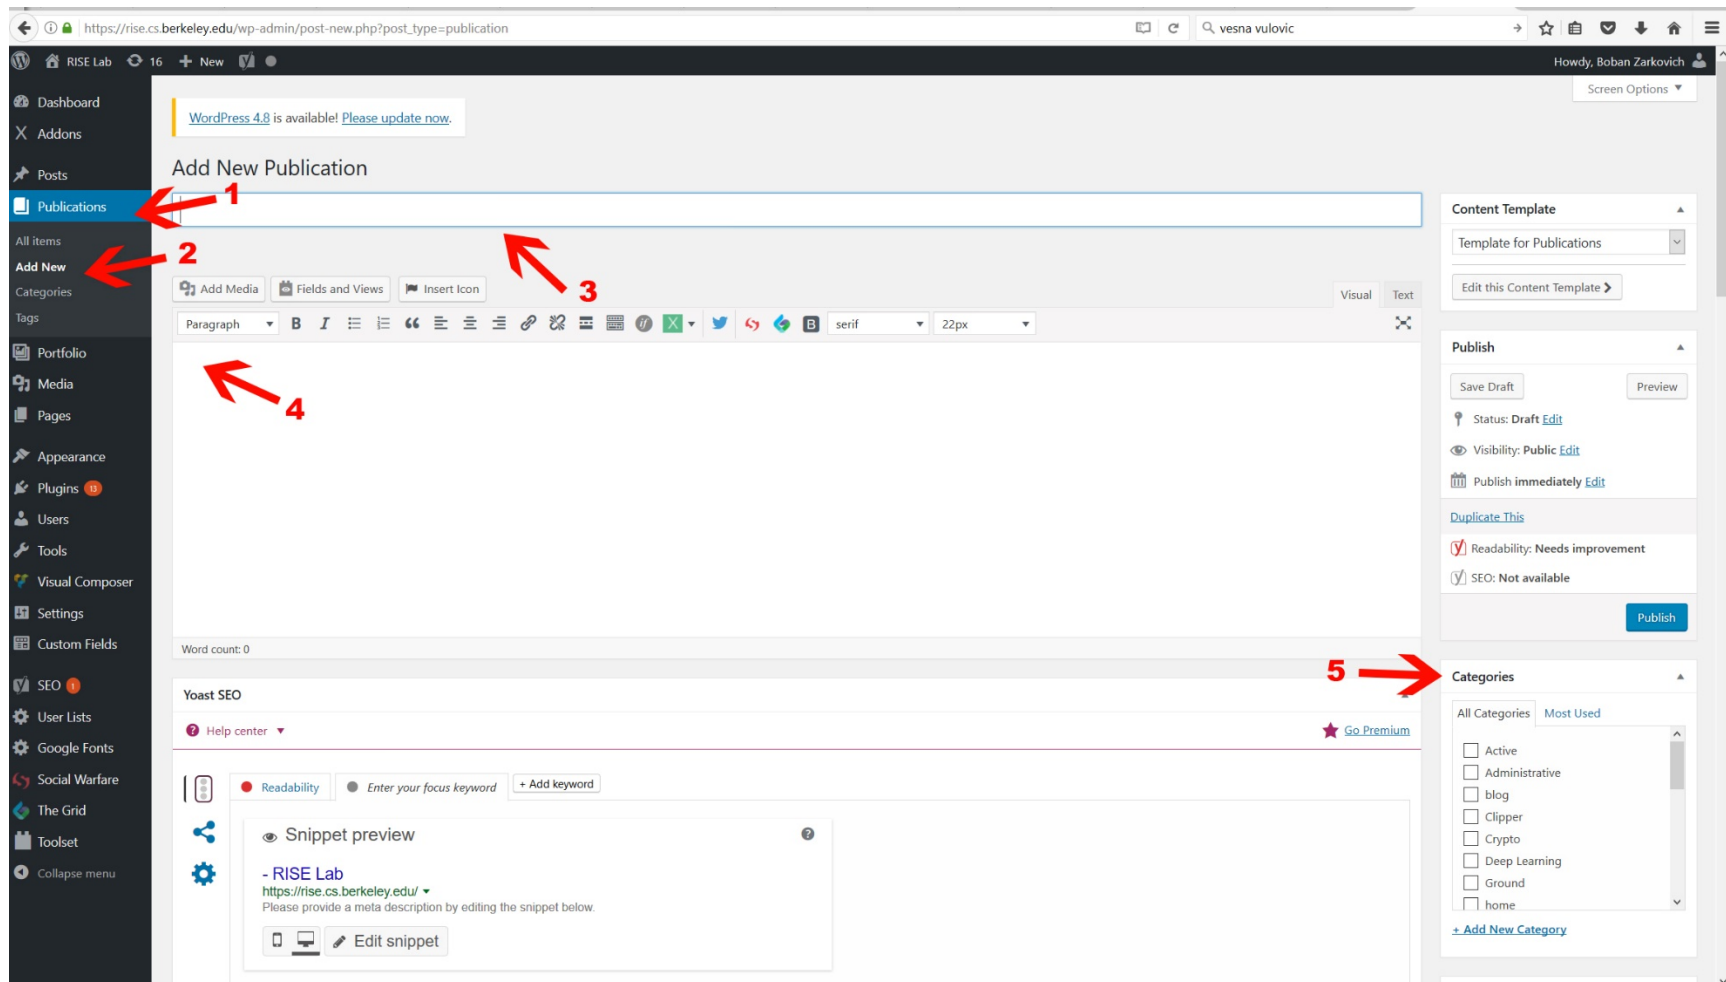 https://rise.cs.berkeley.edu/wp-admin/post-new.php?post_type=publication
vesna vulovic
RISE Lab 16 New
Howdy, Boban Zarkovich
Screen Options
Dashboard
Addons
Posts
Publications
All items
Add New
Categories
Tags
Portfolio
Media
Pages
Appearance
Plugins 13
Users
Tools
Visual Composer
Settings
Custom Fields
SEO 1
User Lists
Google Fonts
Social Warfare
The Grid
Toolset
Collapse menu
WordPress 4.8 is available! Please update now.
Add New Publication
1
2
3
Add Media Fields and Views Insert Icon
Visual Text
Paragraph B I if X B serif 22px
4
Word count: 0
Yoast SEO
Help center
Go Premium
Readability Enter your focus keyword + Add keyword
Snippet preview
- RISE Lab
https://rise.cs.berkeley.edu/
Please provide a meta description by editing the snippet below.
Edit snippet
Content Template
Template for Publications
Edit this Content Template
Publish
Save Draft Preview
Status: Draft Edit
Visibility: Public Edit
Publish immediately Edit
Duplicate This
Readability: Needs improvement
SEO: Not available
Publish
5
Categories
All Categories Most Used
Active
Administrative
blog
Clipper
Crypto
Deep Learning
Ground
home
+ Add New Category